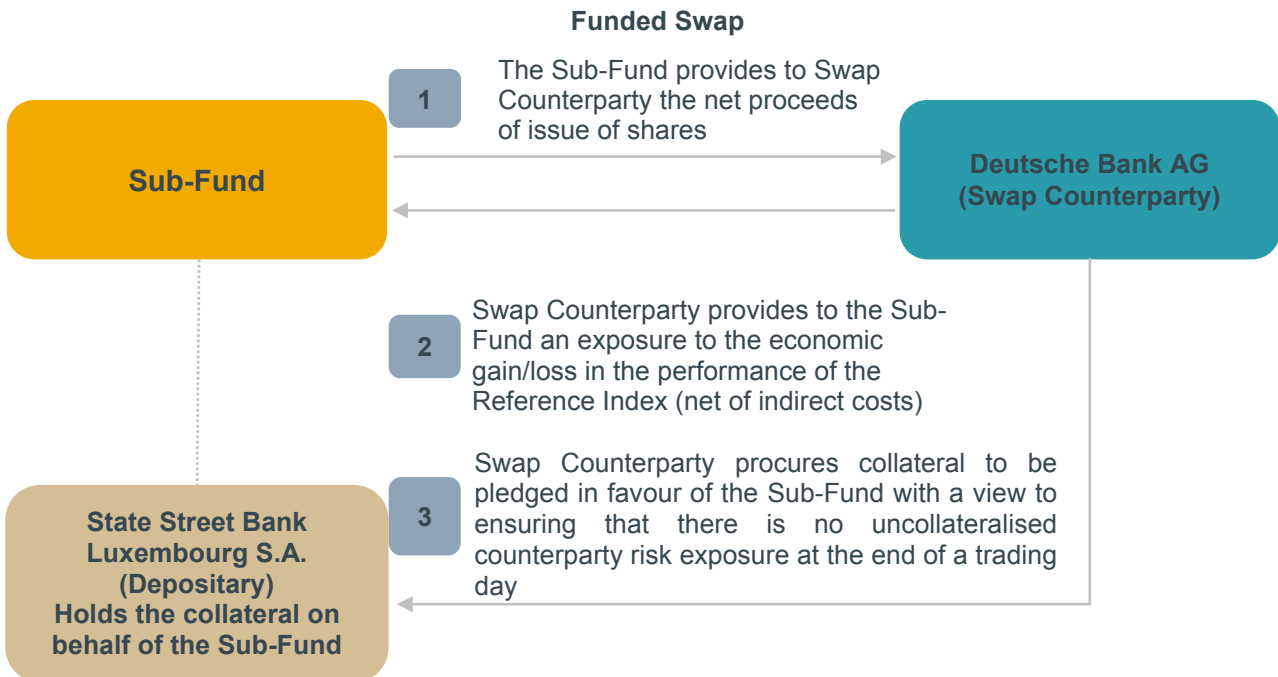 Funded Swap
1
The Sub-Fund provides to Swap
Counterparty the net proceeds
of issue of shares
Sub-Fund
Deutsche Bank AG
(Swap Counterparty)
2
Swap Counterparty provides to the Sub-
Fund an exposure to the economic
gain/loss in the performance of the
Reference Index (net of indirect costs)
3
Swap Counterparty procures collateral to be
pledged in favour of the Sub-Fund with a view to
ensuring that there is no uncollateralised
counterparty risk exposure at the end of a trading
day
State Street Bank
Luxembourg S.A.
(Depositary)
Holds the collateral on
behalf of the Sub-Fund